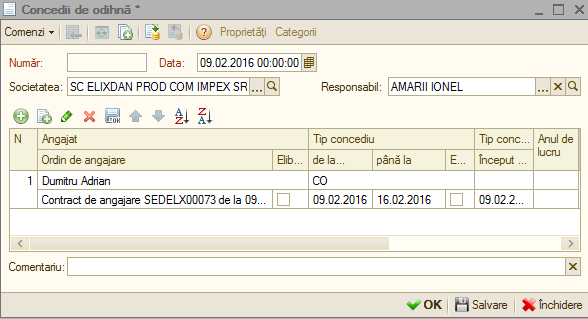 Concedii de odihnă *
Comenzi Proprietăți Categorii
Număr: Data: 09.02.2016 00:00:00
Societatea: SC ELIXDAN PROD COM IMPEX SR ... Responsabil: AMARII IONEL ...
N Angajat Tip concediu Tip conc... Anul de lucru
Ordin de angajare Elib... de la... până la E... Început ...
1 Dumitru Adrian CO
Contract de angajare SEDELX00073 de la 09... 09.02.2016 16.02.2016 09.02.2...
Comentariu:
OK Salvare Închidere